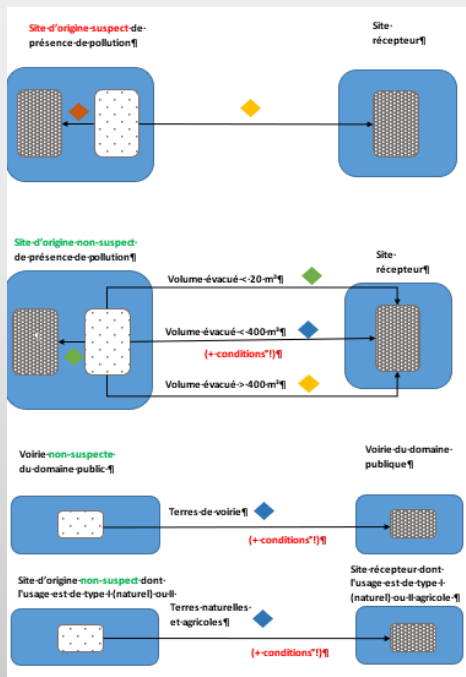 Site·d'origine·suspect·de·
présence·de·pollution¶
Site·
récepteur¶
Site·d'origine·non·suspect·
de·présence·de·pollution¶
Site·
récepteur¶
Volume·évacué·<·20·m³¶
Volume·évacué·<·400·m³¶
(+·conditions"!)¶
Volume·évacué·>·400·m³¶
Voirie·non-suspecte·
du·domaine·public·¶
Voirie·du·domaine·
publique¶
Terres·de·voirie¶
(+·conditions"!)¶
Site·d'origine·non·suspect·dont·
l'usage·est·de·type·I·(naturel)·ou·II·
Site·récepteur·dont·
l'usage·est·de·type·I·
(naturel)·ou·II·agricole·¶
Terres·naturelles·
et·agricoles¶
(+·conditions"!)¶